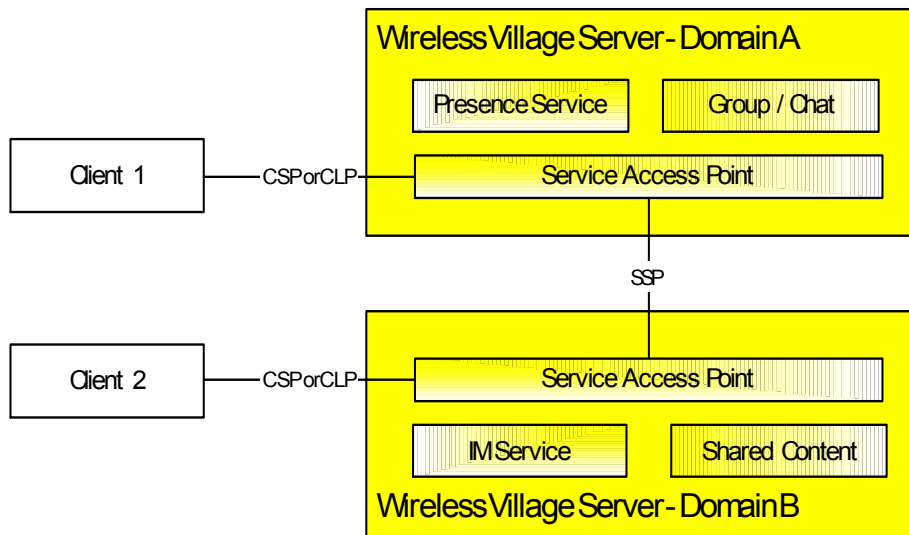 Wireless Village Server - Domain A
Presence Service
Group / Chat
Client 1
CSP or CLP
Service Access Point
SSP
Client 2
CSP or CLP
Service Access Point
IM Service
Shared Content
Wireless Village Server - Domain B